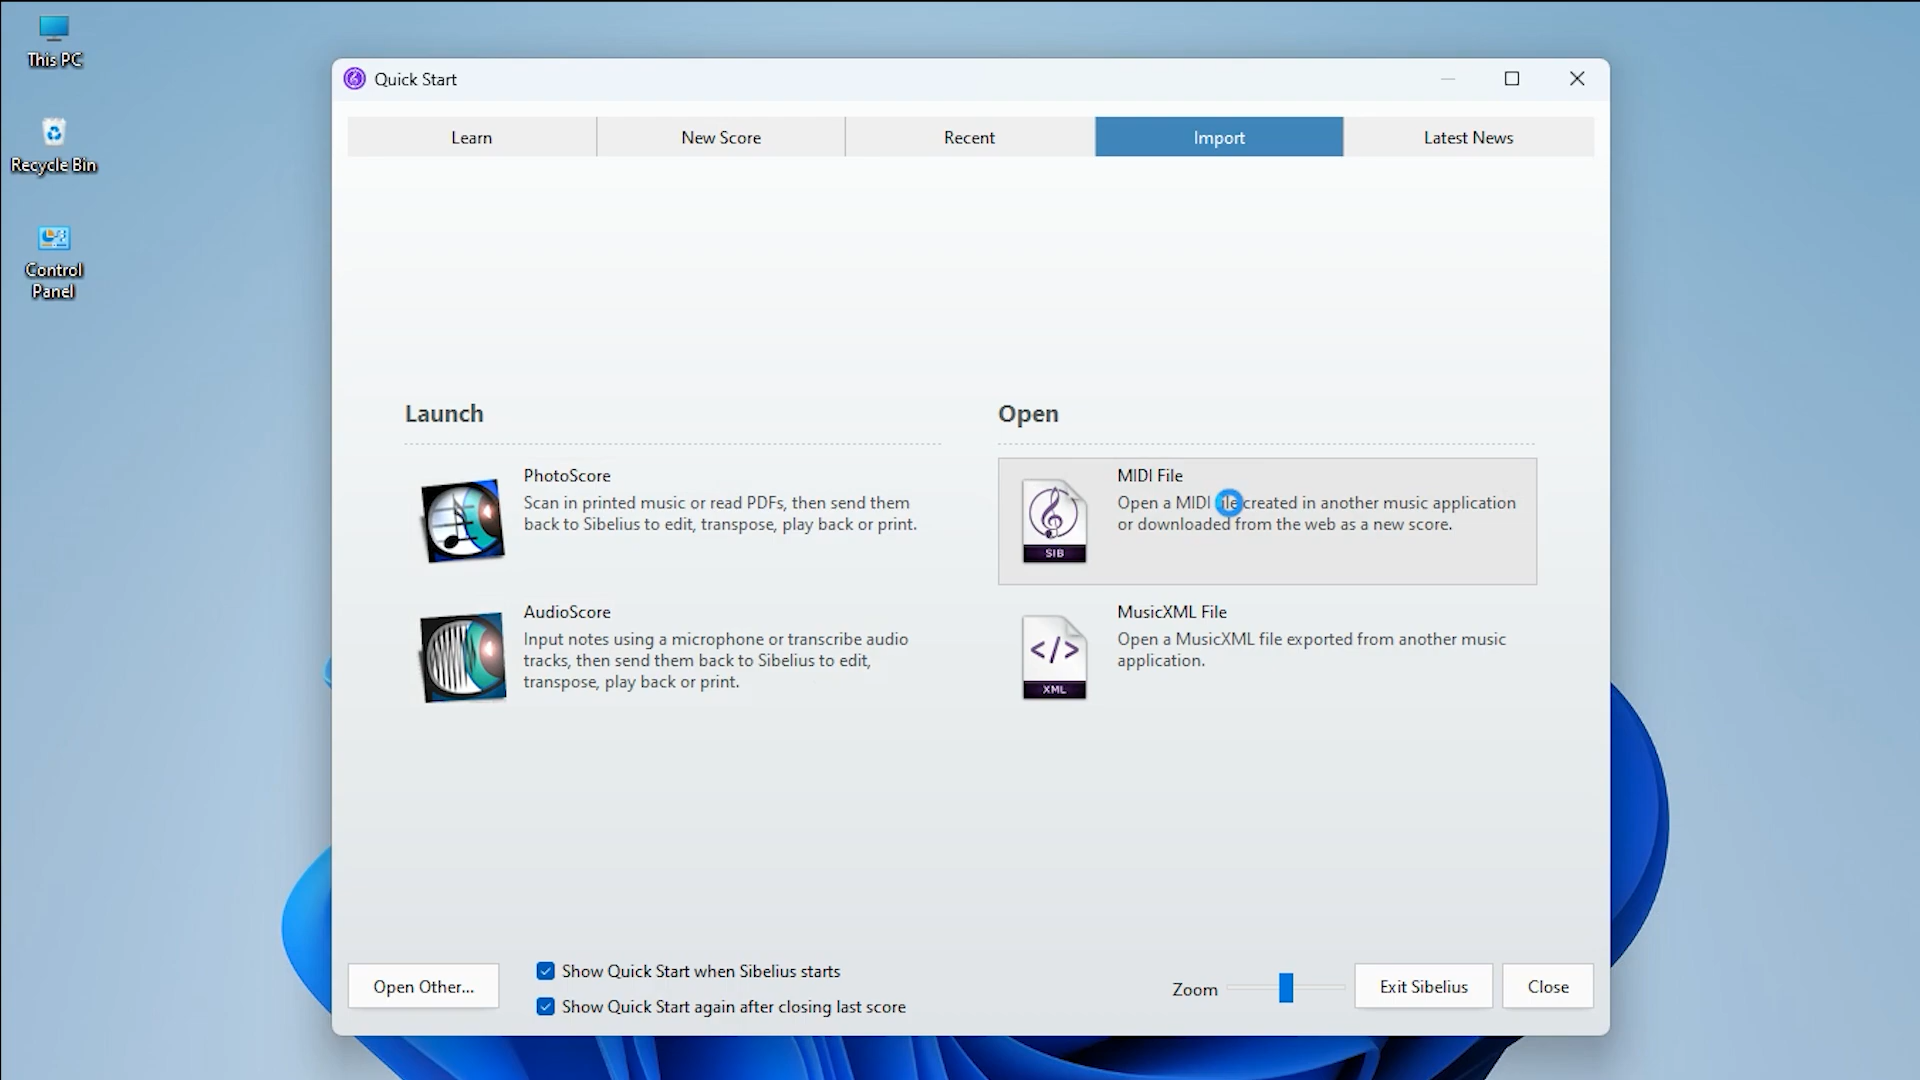 This PC
Recycle Bin
Control
Panel
Quick Start
Learn
New Score
Recent
Import
Latest News
Launch
PhotoScore
Scan in printed music or read PDFs, then send them
back to Sibelius to edit, transpose, play back or print.
AudioScore
Input notes using a microphone or transcribe audio
tracks, then send them back to Sibelius to edit,
transpose, play back or print.
Open
SIB
MIDI File
Open a MIDI file created in another music application
or downloaded from the web as a new score.
</>
XML
MusicXML File
Open a MusicXML file exported from another music
application.
Open Other...
Show Quick Start when Sibelius starts
Show Quick Start again after closing last score
Zoom
Exit Sibelius
Close